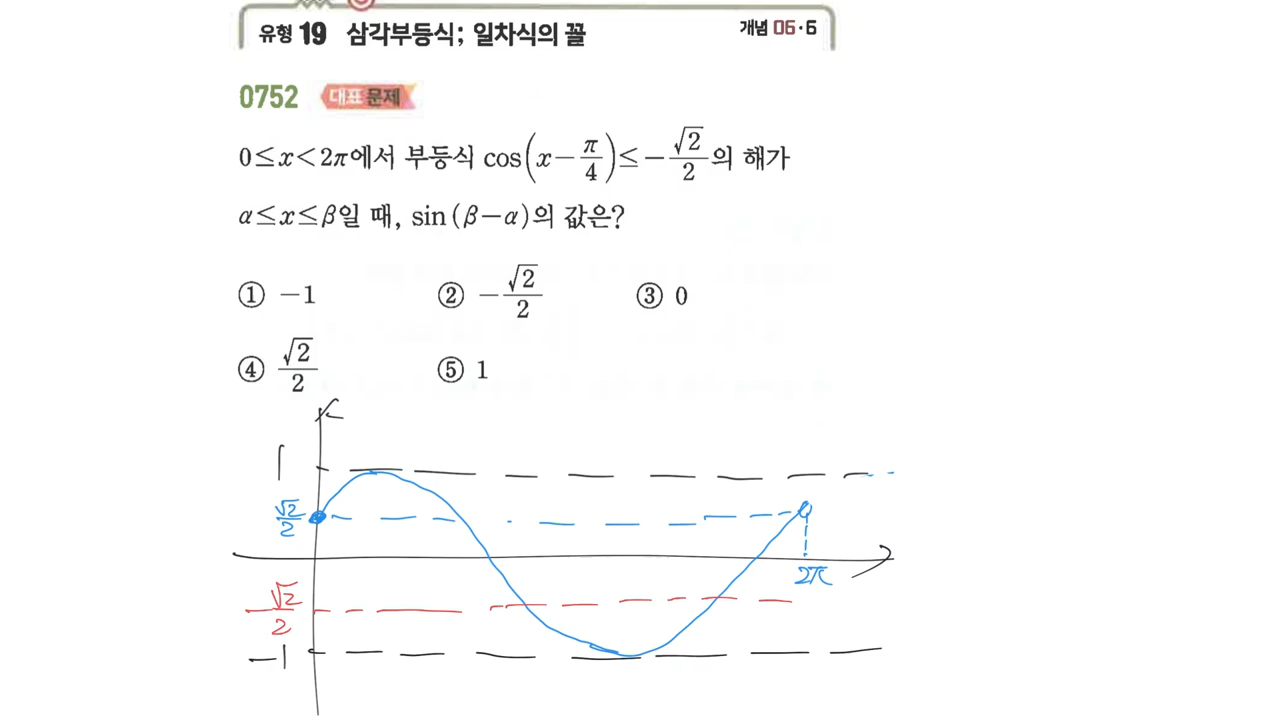 유형 19 삼각부등식; 일차식의 꼴 개념 06·6
0752 대표 문제
0≤x<2π에서 부등식 cos(x−π/4)≤−√2/2의 해가
α≤x≤β일 때, sin(β−α)의 값은?
① −1 ② −√2/2 ③ 0
④ √2/2 ⑤ 1
1
√2/2
2π
−√2/2
−1